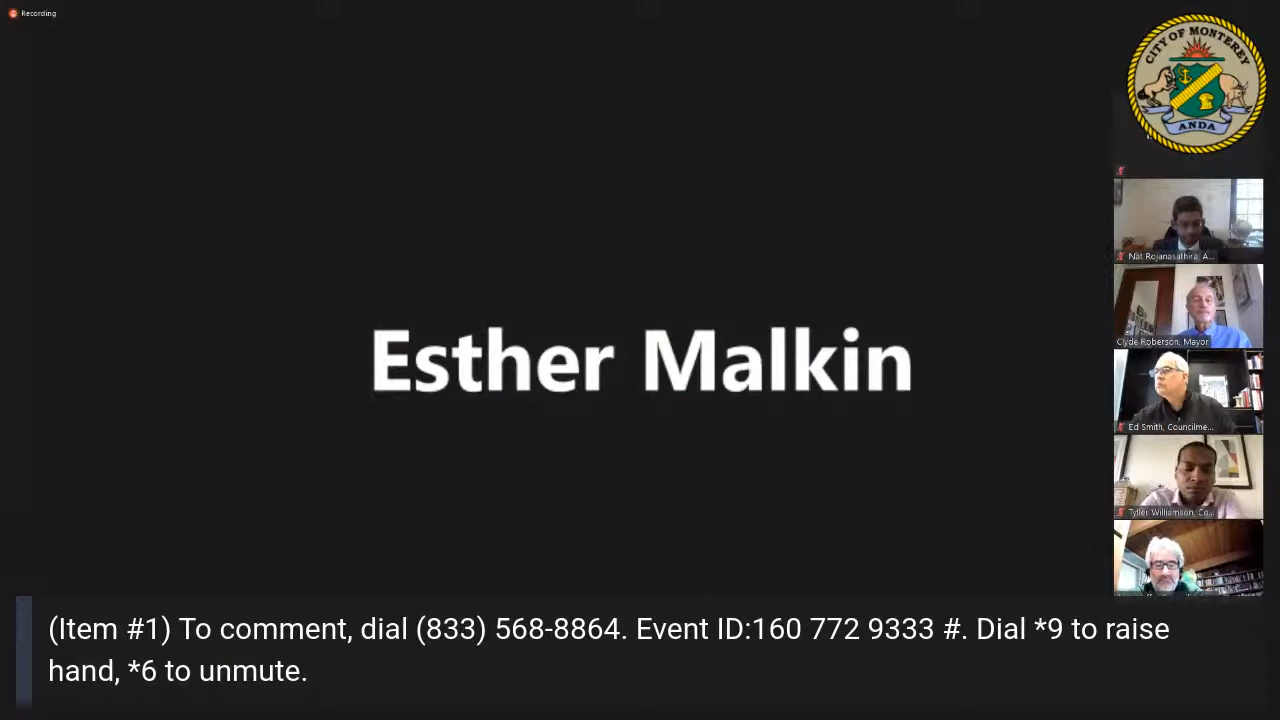 Recording
CITY OF MONTEREY
ANDA
Nat Rojanasathira, A...
Clyde Roberson, Mayor
Ed Smith, Councilme...
Tyller Williamson, Co...
Esther Malkin
(Item #1) To comment, dial (833) 568-8864. Event ID:160 772 9333 #. Dial *9 to raise
hand, *6 to unmute.